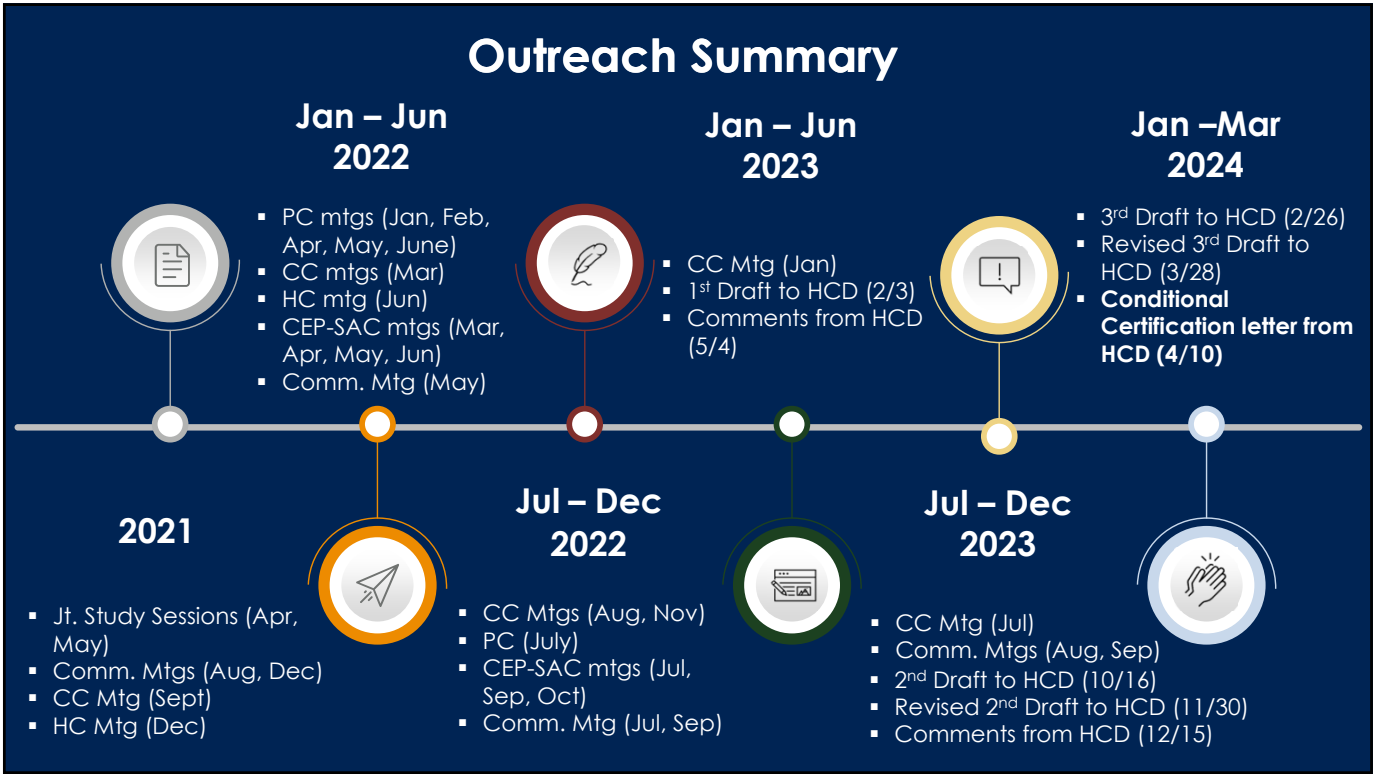 Outreach Summary
Jan – Jun
2022
▪ PC mtgs (Jan, Feb,
Apr, May, June)
▪ CC mtgs (Mar)
▪ HC mtg (Jun)
▪ CEP-SAC mtgs (Mar,
Apr, May, Jun)
▪ Comm. Mtg (May)
Jan – Jun
2023
▪ CC Mtg (Jan)
▪ 1st Draft to HCD (2/3)
▪ Comments from HCD
(5/4)
Jan –Mar
2024
▪ 3rd Draft to HCD (2/26)
▪ Revised 3rd Draft to
HCD (3/28)
▪ Conditional
Certification letter from
HCD (4/10)
2021
▪ Jt. Study Sessions (Apr,
May)
▪ Comm. Mtgs (Aug, Dec)
▪ CC Mtg (Sept)
▪ HC Mtg (Dec)
Jul – Dec
2022
▪ CC Mtgs (Aug, Nov)
▪ PC (July)
▪ CEP-SAC mtgs (Jul,
Sep, Oct)
▪ Comm. Mtg (Jul, Sep)
Jul – Dec
2023
▪ CC Mtg (Jul)
▪ Comm. Mtgs (Aug, Sep)
▪ 2nd Draft to HCD (10/16)
▪ Revised 2nd Draft to HCD (11/30)
▪ Comments from HCD (12/15)